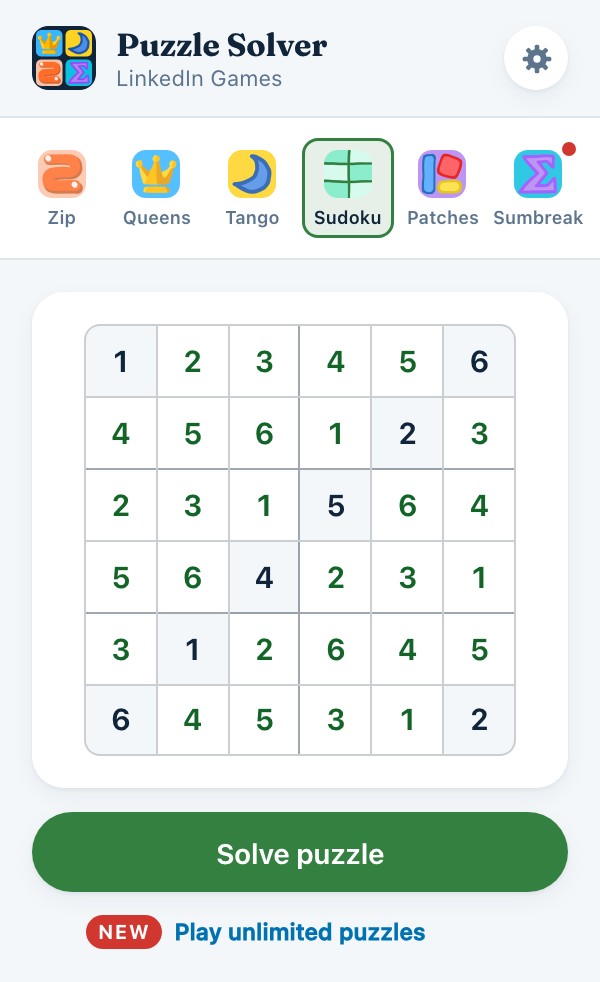 Puzzle Solver
LinkedIn Games
Zip Queens Tango Sudoku Patches Sumbreak
1 2 3 4 5 6
4 5 6 1 2 3
2 3 1 5 6 4
5 6 4 2 3 1
3 1 2 6 4 5
6 4 5 3 1 2
Solve puzzle
NEW Play unlimited puzzles